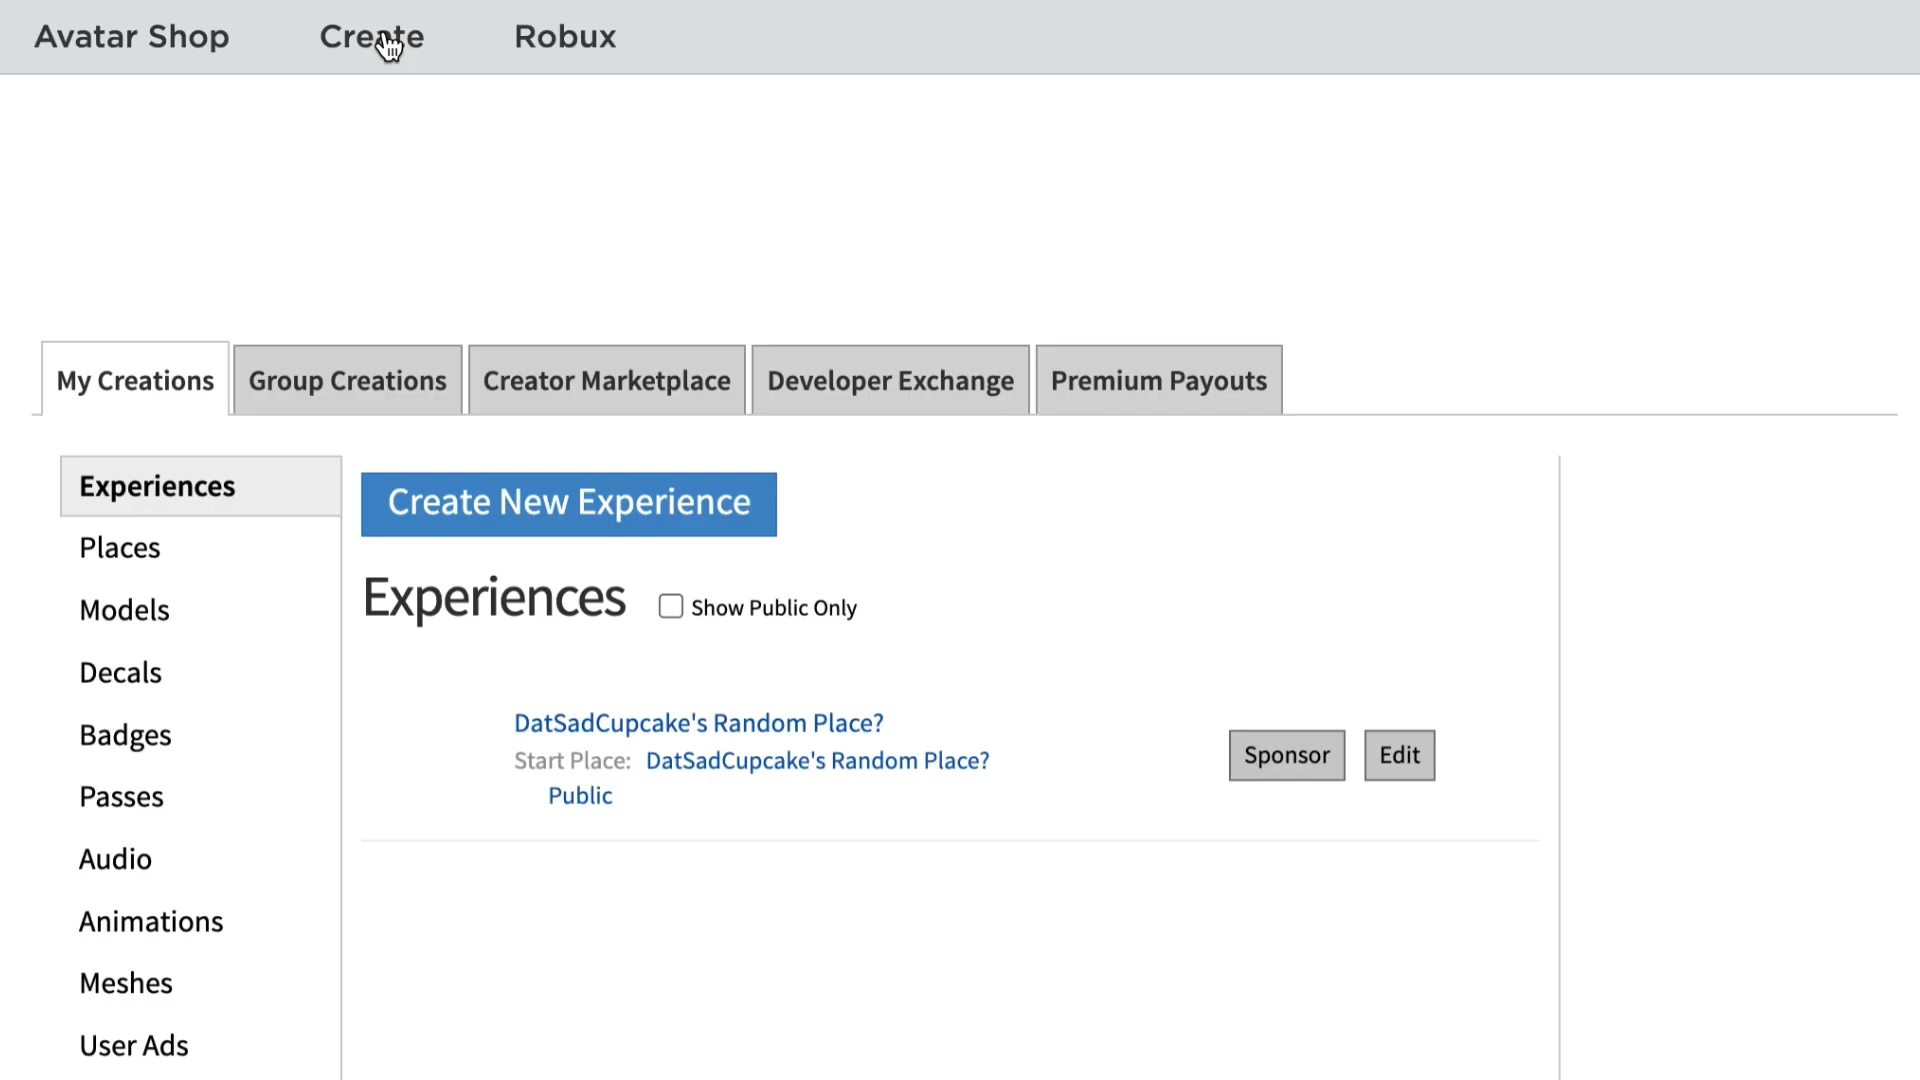 Avatar Shop Create Robux
My Creations Group Creations Creator Marketplace Developer Exchange Premium Payouts
Experiences
Places
Models
Decals
Badges
Passes
Audio
Animations
Meshes
User Ads
Create New Experience
Experiences Show Public Only
DatSadCupcake's Random Place?
Start Place: DatSadCupcake's Random Place?
Public
Sponsor Edit